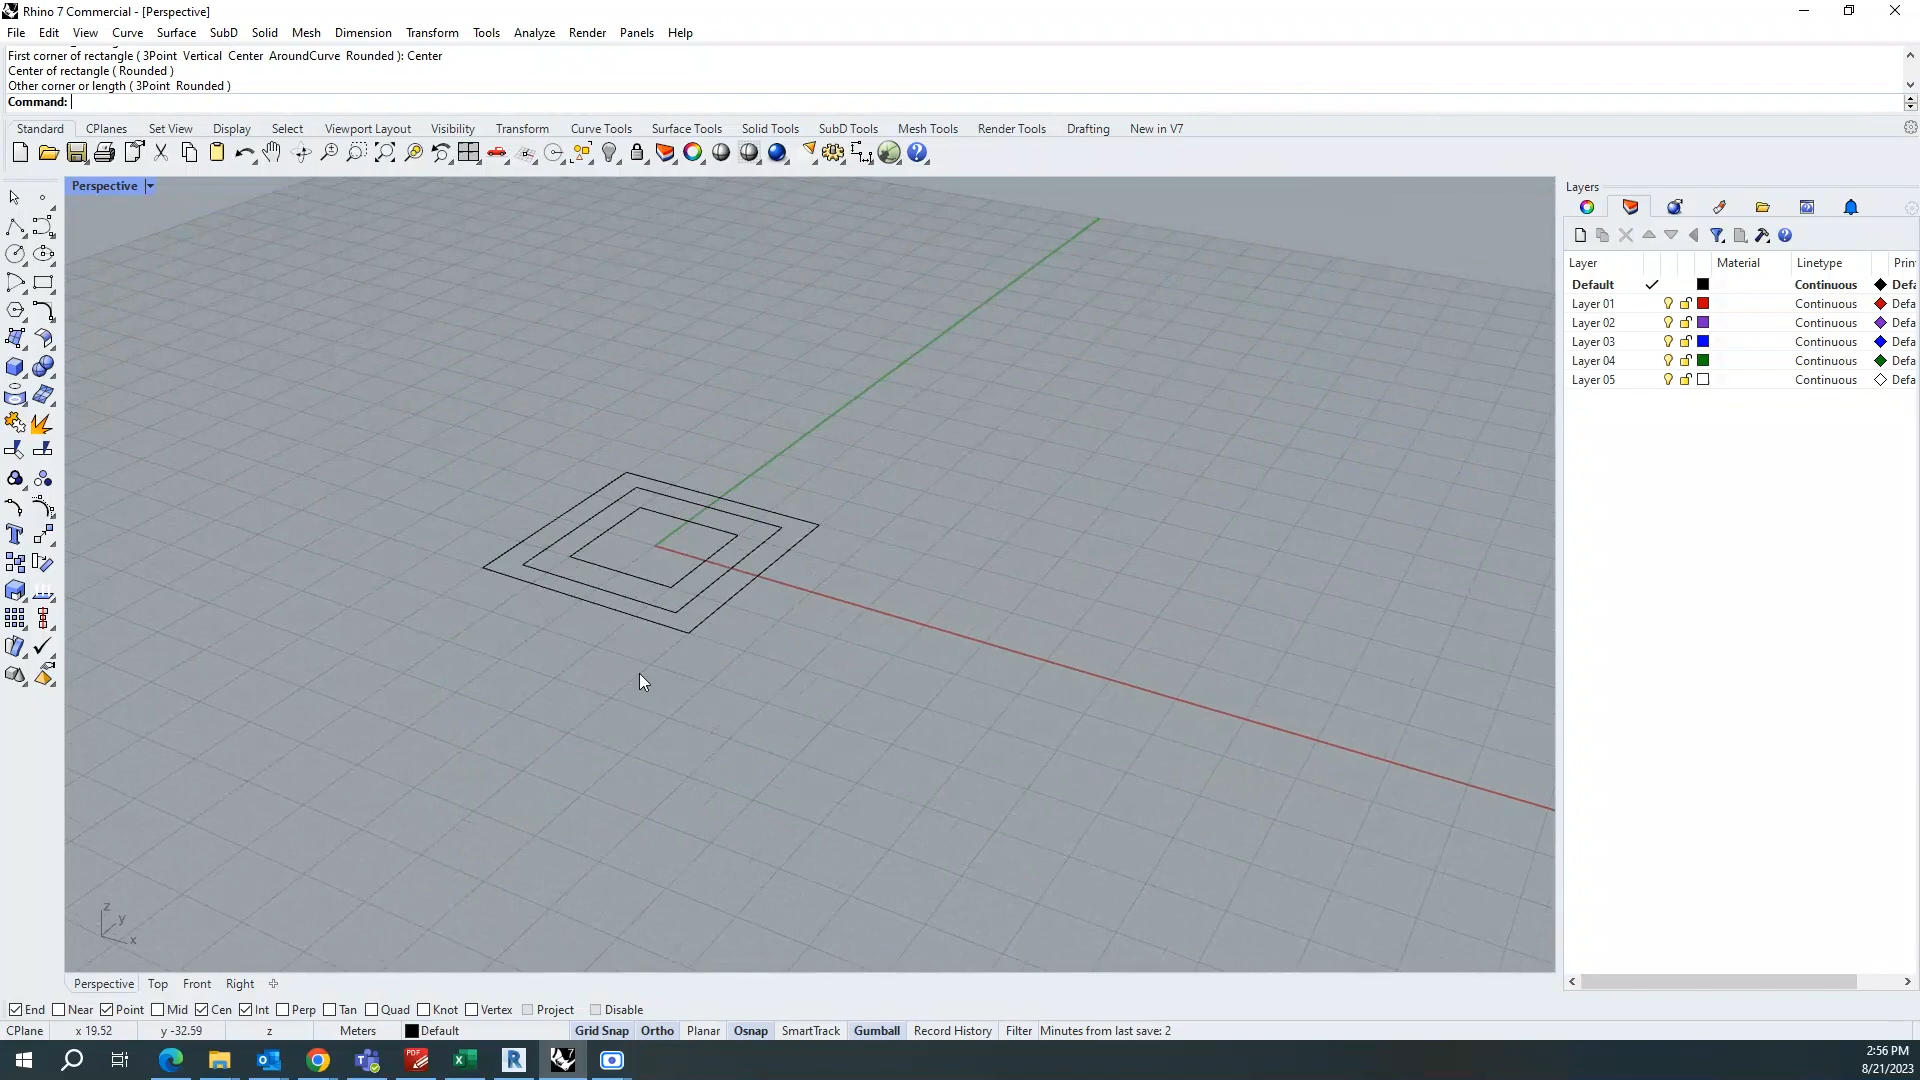 Rhino 7 Commercial - [Perspective]
File Edit View Curve Surface SubD Solid Mesh Dimension Transform Tools Analyze Render Panels Help
First corner of rectangle ( 3Point Vertical Center AroundCurve Rounded ): Center
Center of rectangle ( Rounded )
Other corner or length ( 3Point Rounded )
Command:
Standard CPlanes Set View Display Select Viewport Layout Visibility Transform Curve Tools Surface Tools Solid Tools SubD Tools Mesh Tools Render Tools Drafting New in V7
Perspective
Layers
Layer Material Linetype Prin
Default Continuous Defa
Layer 01 Continuous Defa
Layer 02 Continuous Defa
Layer 03 Continuous Defa
Layer 04 Continuous Defa
Layer 05 Continuous Defa
z
y
x
Perspective Top Front Right
End Near Point Mid Cen Int Perp Tan Quad Knot Vertex Project Disable
CPlane x 19.52 y -32.59 z Meters Default Grid Snap Ortho Planar Osnap SmartTrack Gumball Record History Filter Minutes from last save: 2
2:56 PM
8/21/2023